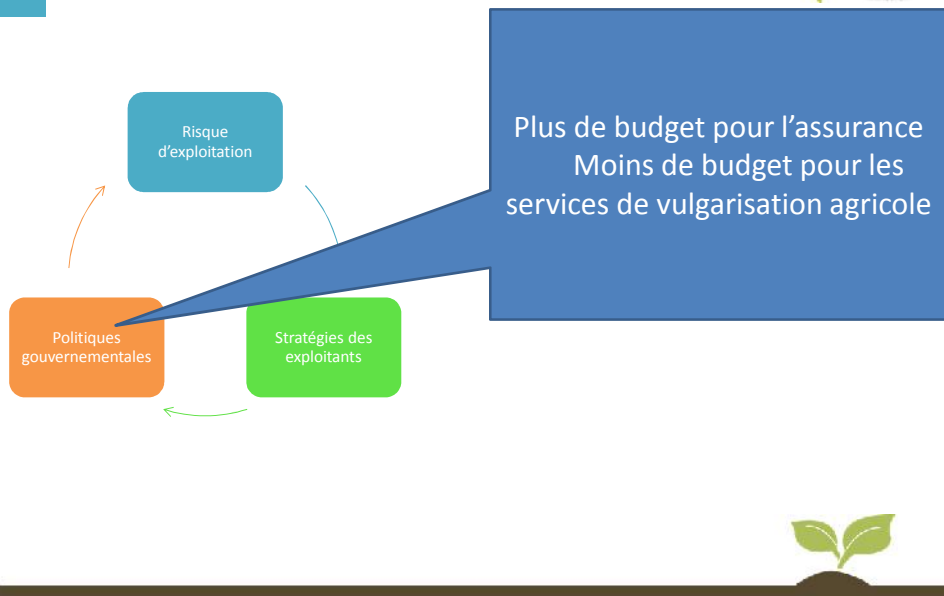 Risque
d'exploitation
Plus de budget pour l'assurance
Moins de budget pour les
services de vulgarisation agricole
Politiques
gouvernementales
Stratégies des
exploitants